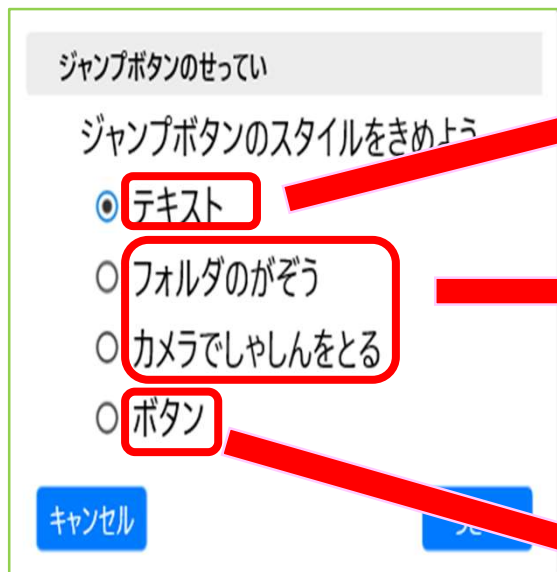 ジャンプボタンのせってい
ジャンプボタンのスタイルをきめよう
テキスト
フォルダのがぞう
カメラでしゃしんをとる
ボタン
キャンセル